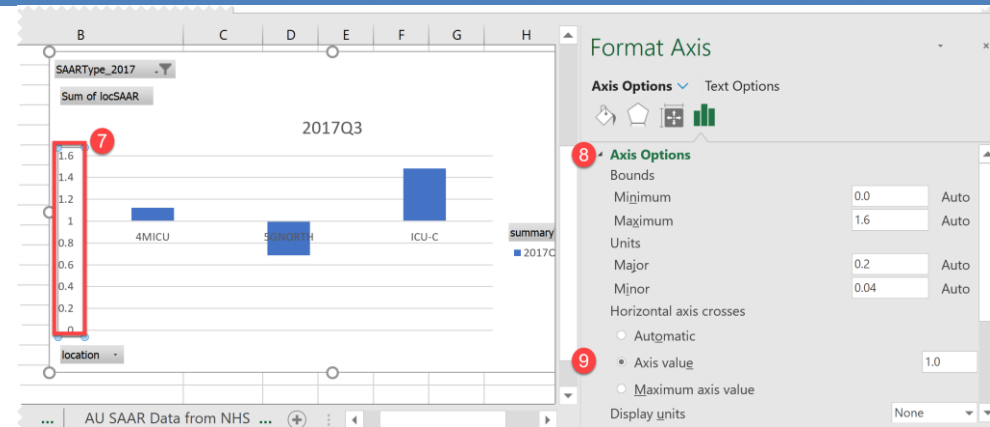 B C D E F G H
SAARType_2017
Sum of locSAAR
2017Q3
7
1.6
1.4
1.2
1
0.8
0.6
0.4
0.2
0
4MICU 5GNORTH ICU-C
summary
2017Q
location
... AU SAAR Data from NHS ...
Format Axis
Axis Options Text Options
8 Axis Options
Bounds
Minimum 0.0 Auto
Maximum 1.6 Auto
Units
Major 0.2 Auto
Minor 0.04 Auto
Horizontal axis crosses
Automatic
9 Axis value 1.0
Maximum axis value
Display units None